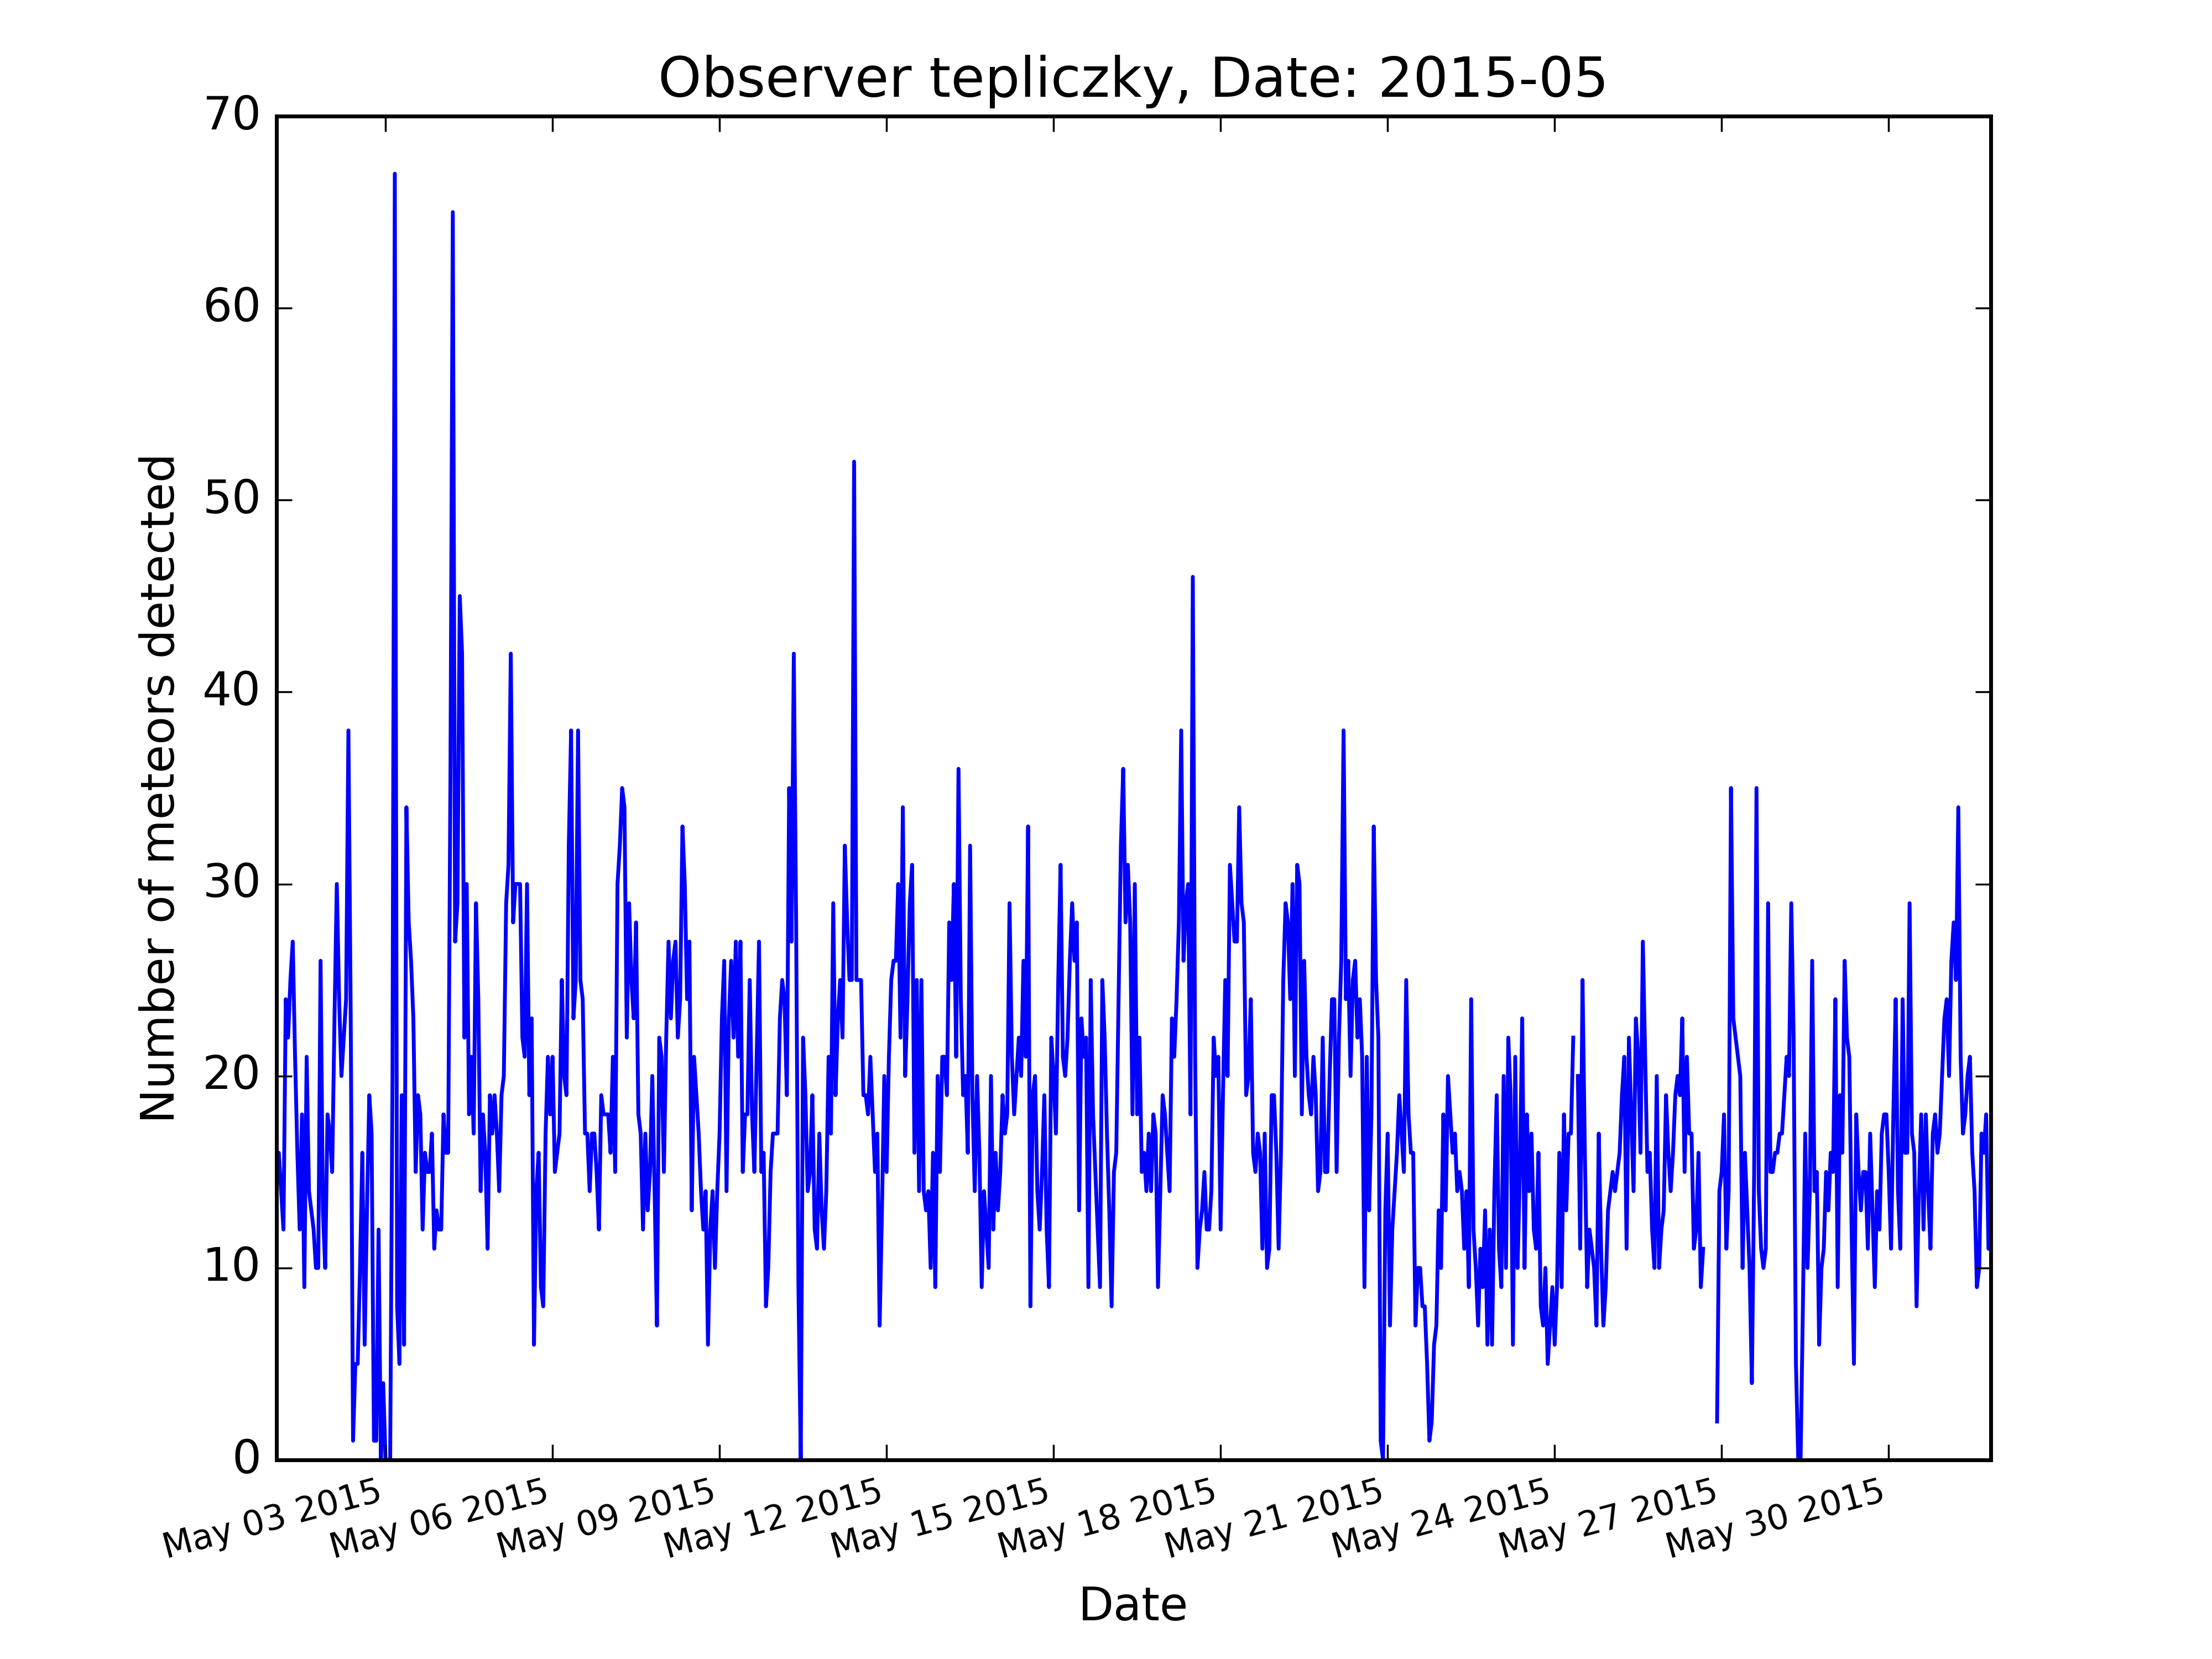 Observer tepliczky, Date: 2015-05
70
60
50
40
30
20
10
0
Number of meteors detected
May 03 2015
May 06 2015
May 09 2015
May 12 2015
May 15 2015
May 18 2015
May 21 2015
May 24 2015
May 27 2015
May 30 2015
Date